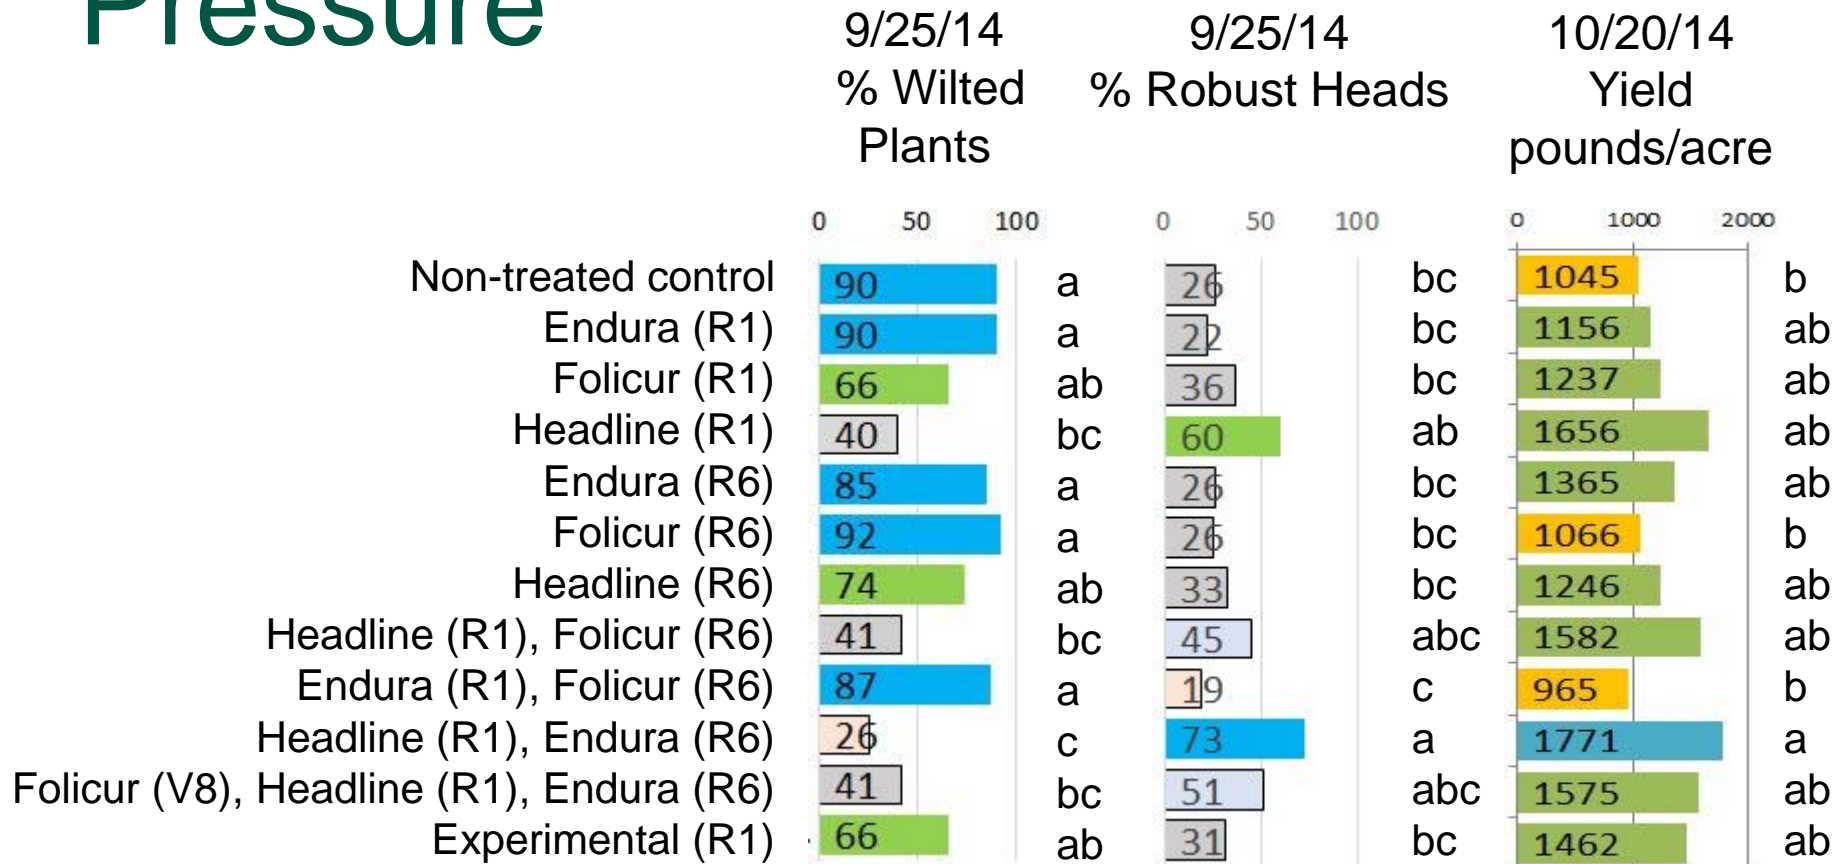 Pressure
9/25/14
% Wilted
Plants
9/25/14
% Robust Heads
10/20/14
Yield
pounds/acre
0 50 100 0 50 100 0 1000 2000
Non-treated control 90 a 26 bc 1045 b
Endura (R1) 90 a 22 bc 1156 ab
Folicur (R1) 66 ab 36 bc 1237 ab
Headline (R1) 40 bc 60 ab 1656 ab
Endura (R6) 85 a 26 bc 1365 ab
Folicur (R6) 92 a 26 bc 1066 b
Headline (R6) 74 ab 33 bc 1246 ab
Headline (R1), Folicur (R6) 41 bc 45 abc 1582 ab
Endura (R1), Folicur (R6) 87 a 19 c 965 b
Headline (R1), Endura (R6) 26 c 73 a 1771 a
Folicur (V8), Headline (R1), Endura (R6) 41 bc 51 abc 1575 ab
Experimental (R1) 66 ab 31 bc 1462 ab